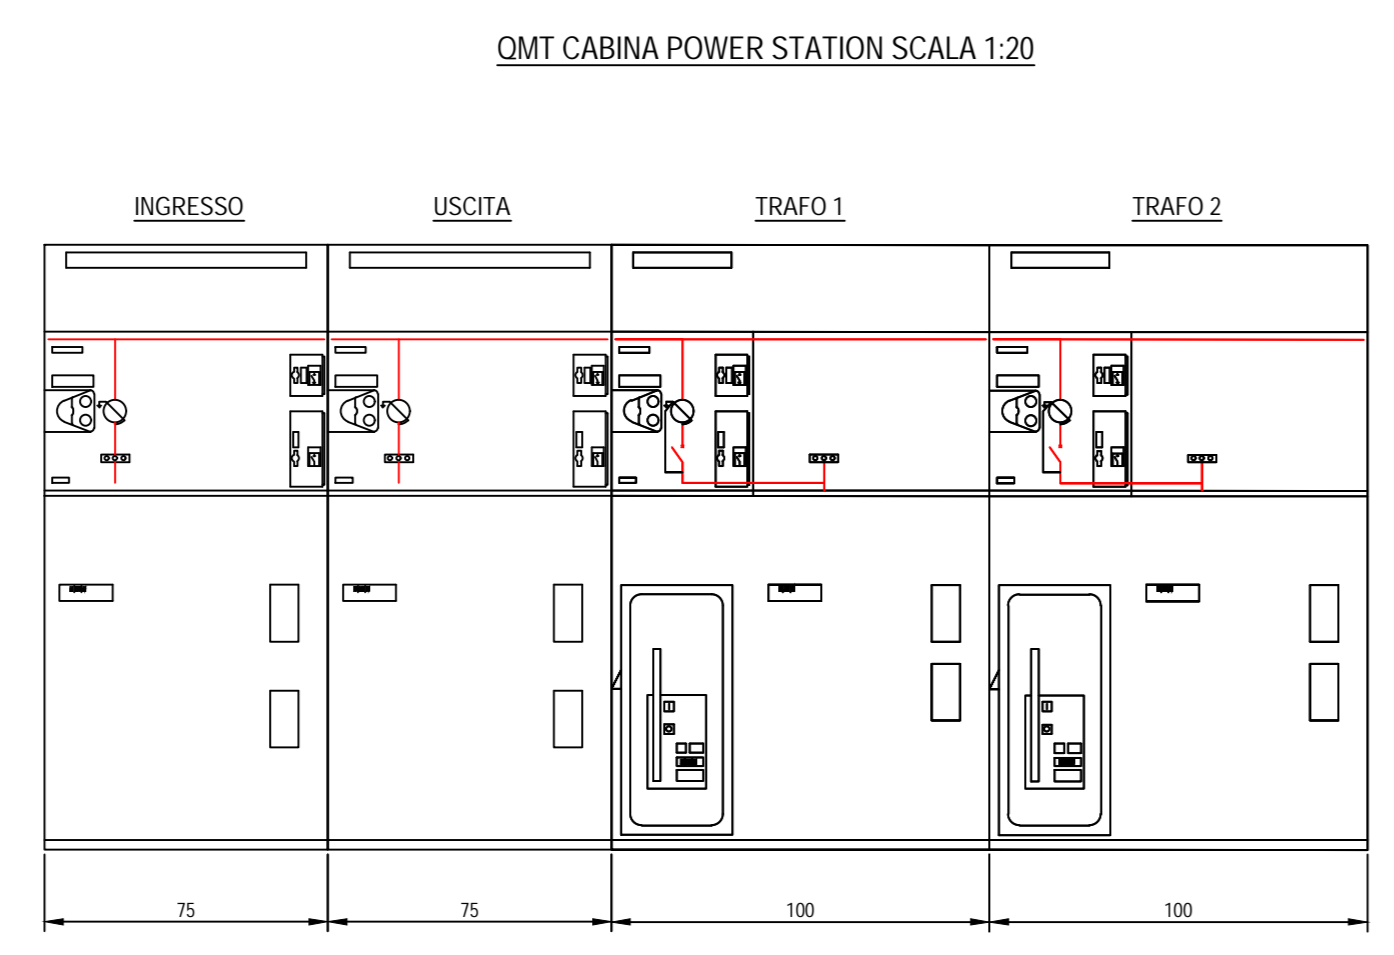 QMT CABINA POWER STATION SCALA 1:20
INGRESSO
USCITA
TRAFO 1
TRAFO 2
75
75
100
100